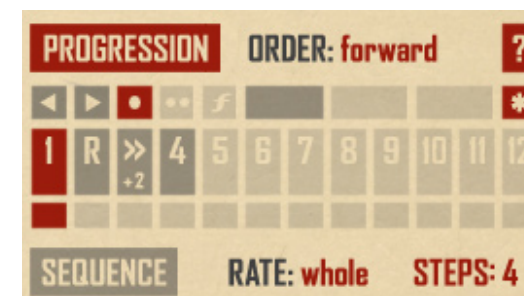 PROGRESSION ORDER: forward ?
ƒ *
1 R >> 4 5 6 7 8 9 10 11 12
+2
SEQUENCE RATE: whole STEPS: 4